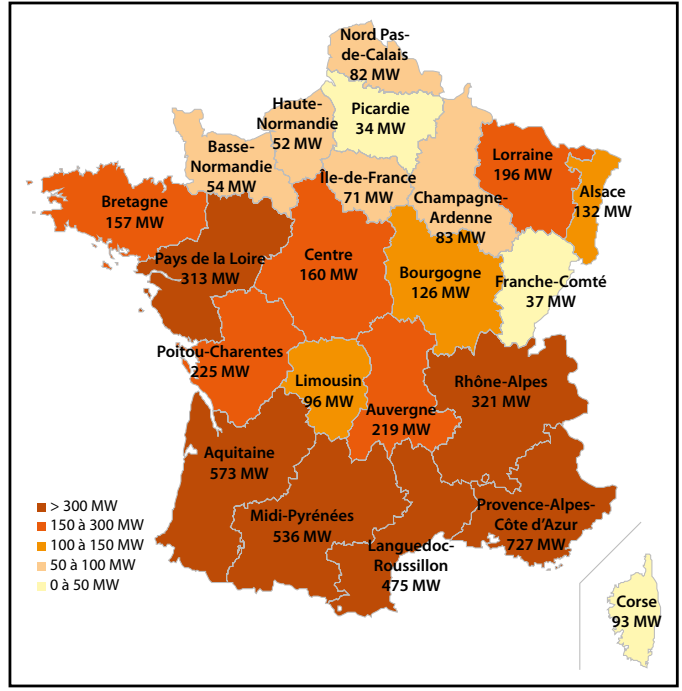 Nord Pas-
de-Calais
82 MW
Haute-
Normandie
52 MW
Picardie
34 MW
Basse-
Normandie
54 MW
Île-de-France
71 MW
Champagne-
Ardenne
83 MW
Lorraine
196 MW
Alsace
132 MW
Bretagne
157 MW
Pays de la Loire
313 MW
Centre
160 MW
Bourgogne
126 MW
Franche-Comté
37 MW
Poitou-Charentes
225 MW
Limousin
96 MW
Auvergne
219 MW
Rhône-Alpes
321 MW
Aquitaine
573 MW
Midi-Pyrénées
536 MW
Languedoc-
Roussillon
475 MW
Provence-Alpes-
Côte d'Azur
727 MW
Corse
93 MW
> 300 MW
150 à 300 MW
100 à 150 MW
50 à 100 MW
0 à 50 MW